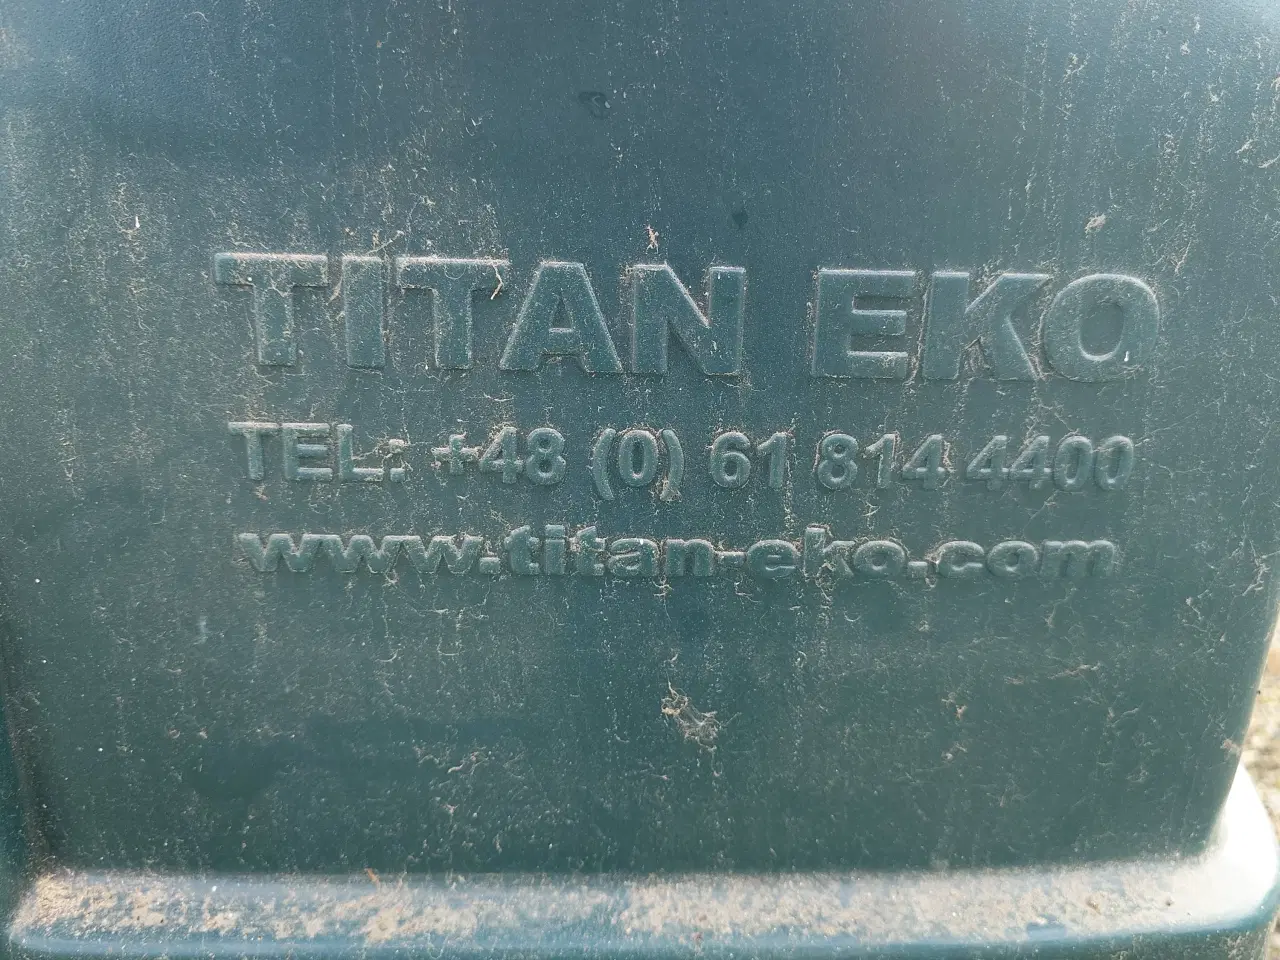 TITAN EKO
TEL.: +48 (0) 61 814 4400
www.titan-eko.com